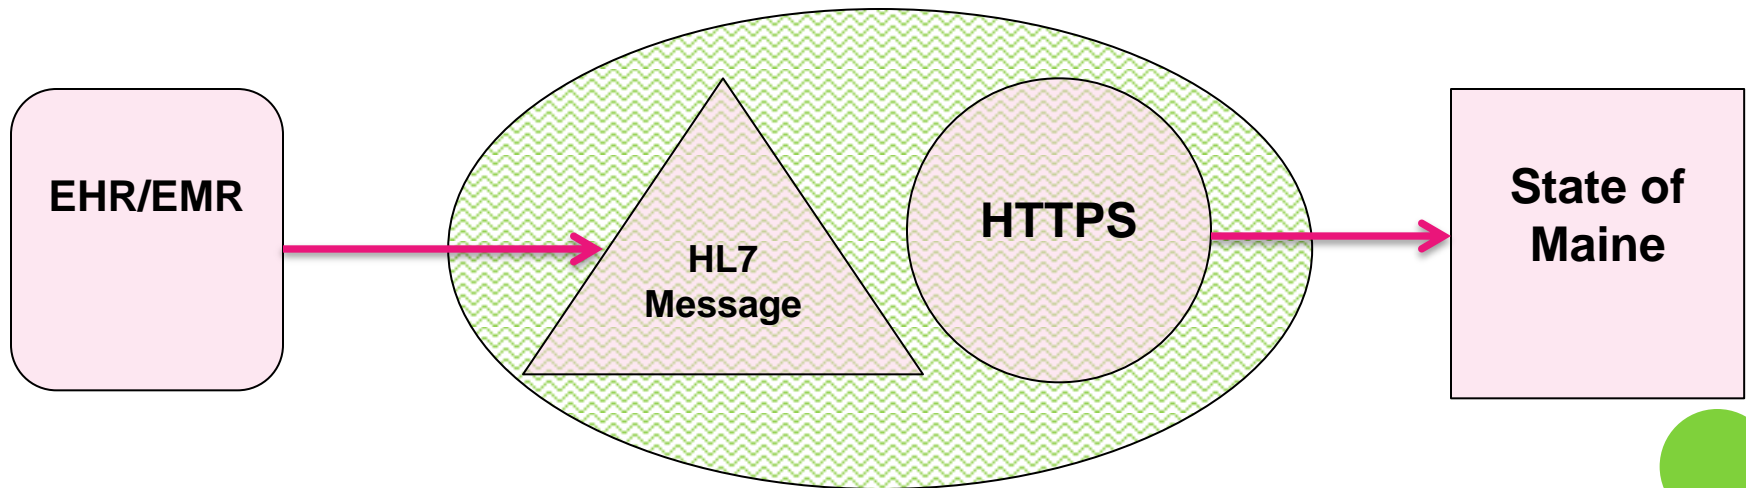 EHR/EMR
HL7
Message
HTTPS
State of
Maine